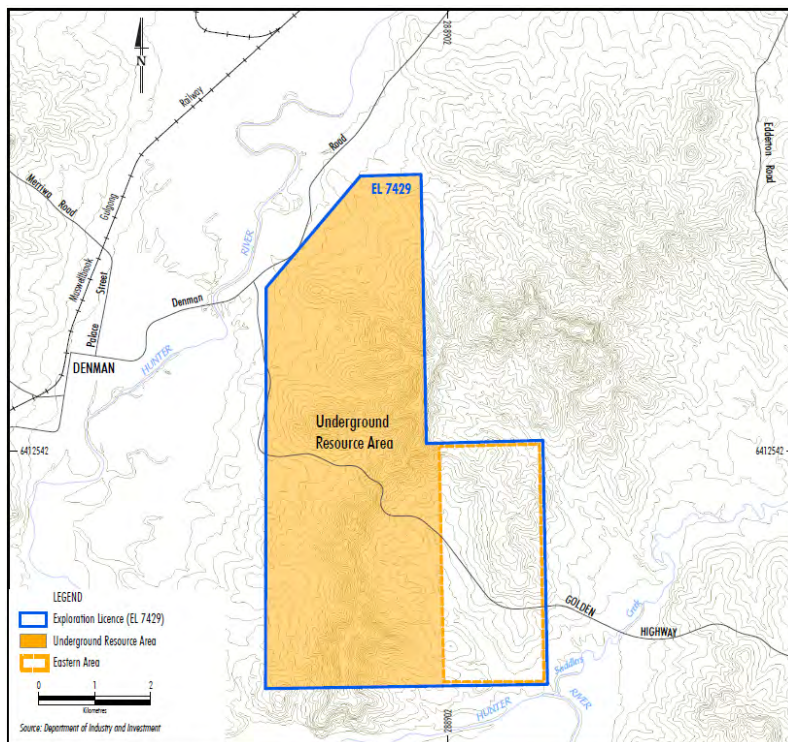 N
288902
Railway
Road
EL 7429
Edderton
Road
Merriwa
Road
Gulgong
Muswellbrook
RIVER
Street
Palace
Denman
HUNTER
DENMAN
Underground
Resource Area
6412542
6412542
GOLDEN
HIGHWAY
Creek
Saddlers
HUNTER
RIVER
288902
LEGEND
Exploration Licence (EL 7429)
Underground Resource Area
Eastern Area
0 1 2
Kilometres
Source: Department of Industry and Investment